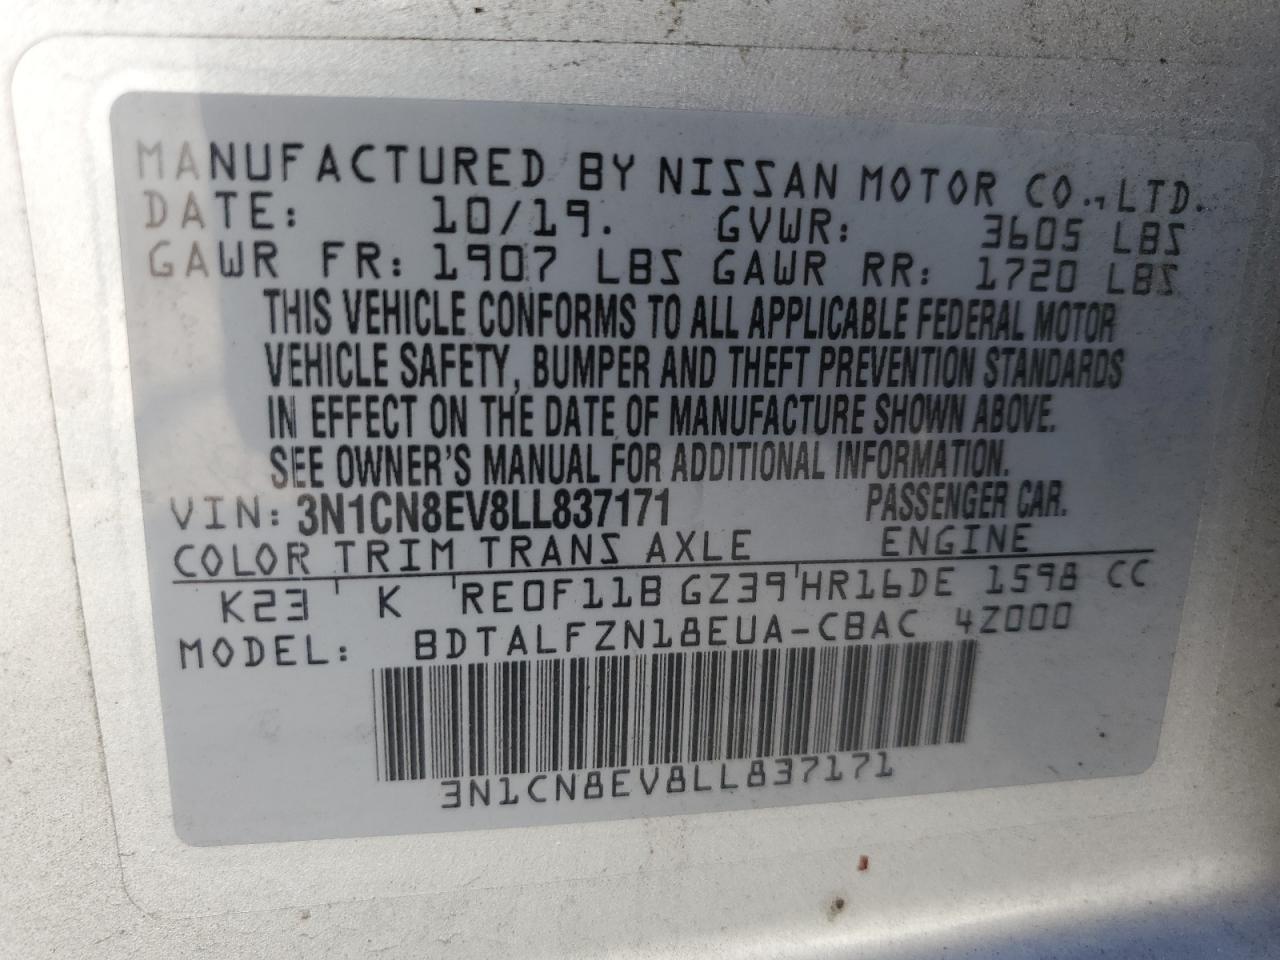 MANUFACTURED BY NISSAN MOTOR CO., LTD.
DATE: 10/19. GVWR: 3605 LBS
GAWR FR: 1907 LBS GAWR RR: 1720 LBS
THIS VEHICLE CONFORMS TO ALL APPLICABLE FEDERAL MOTOR
VEHICLE SAFETY, BUMPER AND THEFT PREVENTION STANDARDS
IN EFFECT ON THE DATE OF MANUFACTURE SHOWN ABOVE.
SEE OWNER'S MANUAL FOR ADDITIONAL INFORMATION.
VIN: 3N1CN8EV8LL837171 PASSENGER CAR.
COLOR TRIM TRANS AXLE ENGINE
K23 ' K 'RE0F11B GZ39'HR16DE 1598 CC
MODEL: BDTALFZN18EUA-CBAC 4Z000
3N1CN8EV8LL837171